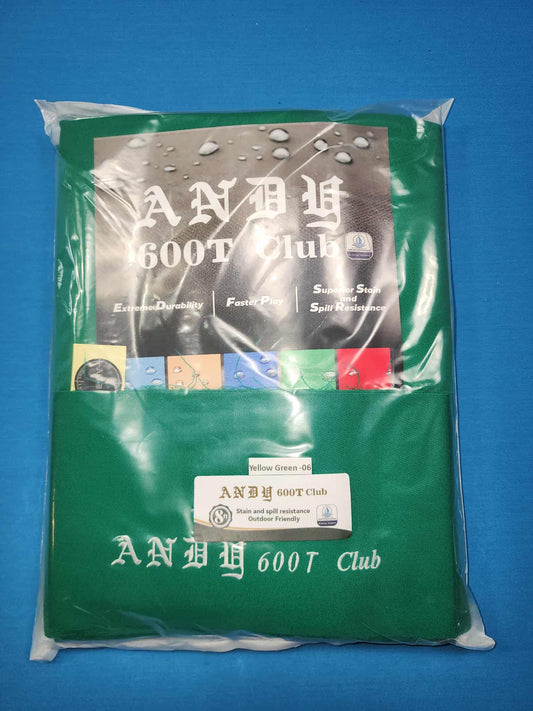 ANDY
600T Club
Extreme Durability
Faster Play
Superior Stain
and
Spill Resistance
Yellow Green -06
ANDY 600T Club
8
Stain and spill resistance
Outdoor Friendly
ANDY 600T Club